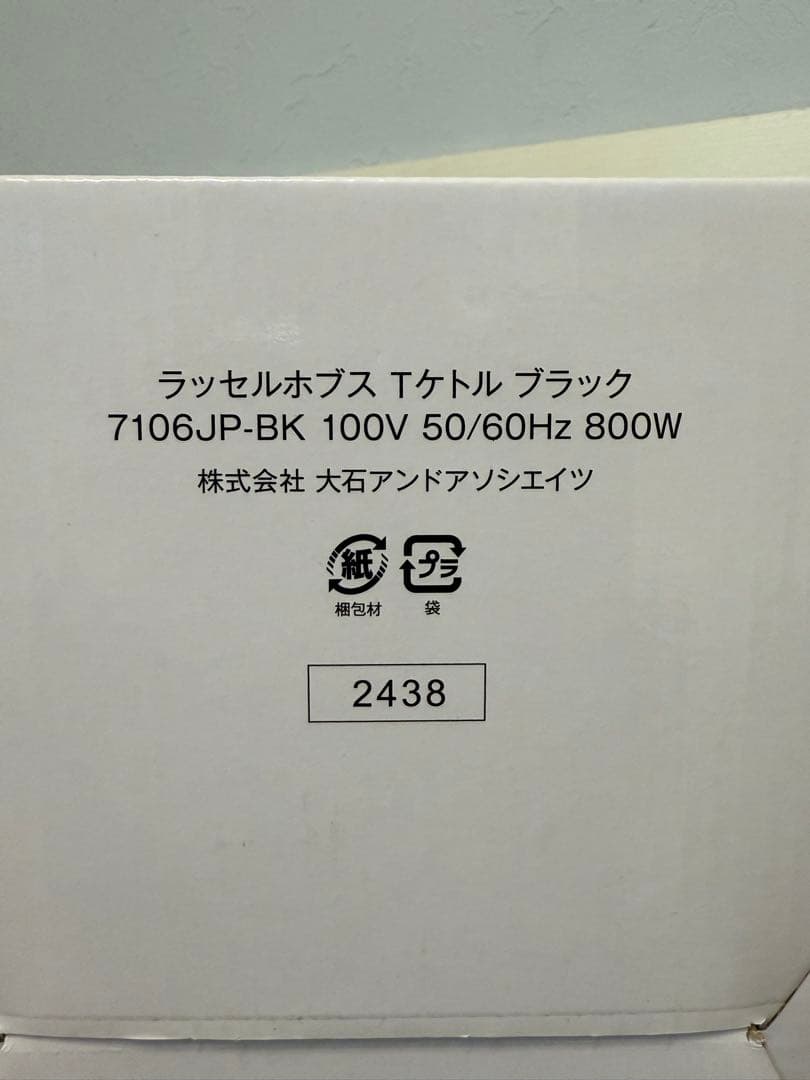 ラッセルホブス Tケトル ブラック
7106JP-BK 100V 50/60Hz 800W
株式会社 大石アンドアソシエイツ
紙 プラ
梱包材 袋
2438